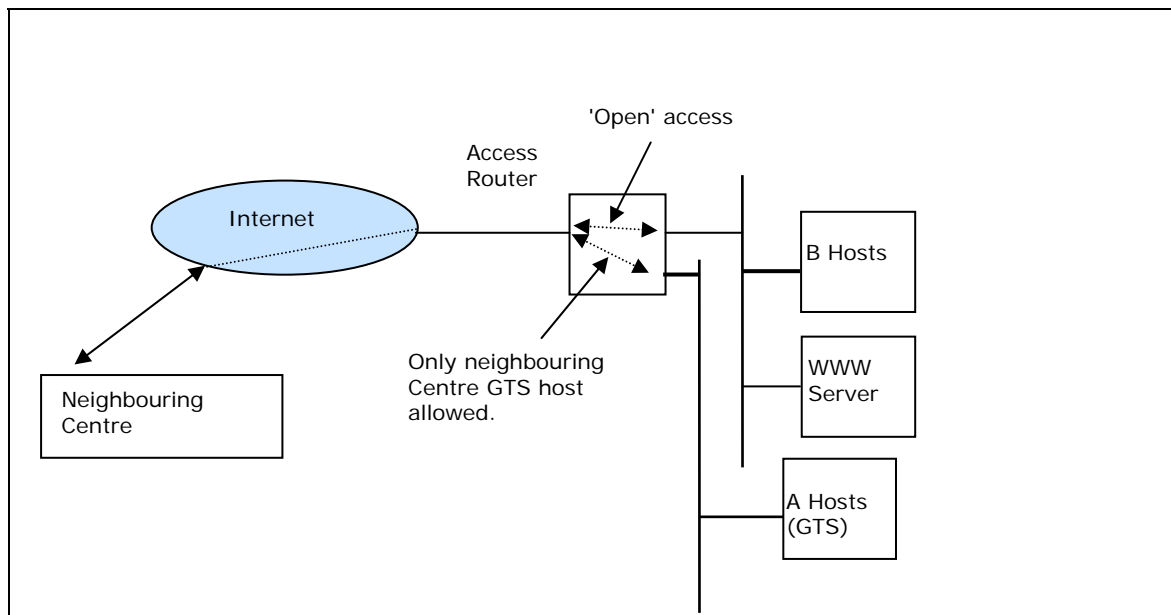 'Open' access
Access
Router
Internet
B Hosts
Only neighbouring
Centre GTS host
allowed.
WWW
Server
Neighbouring
Centre
A Hosts
(GTS)